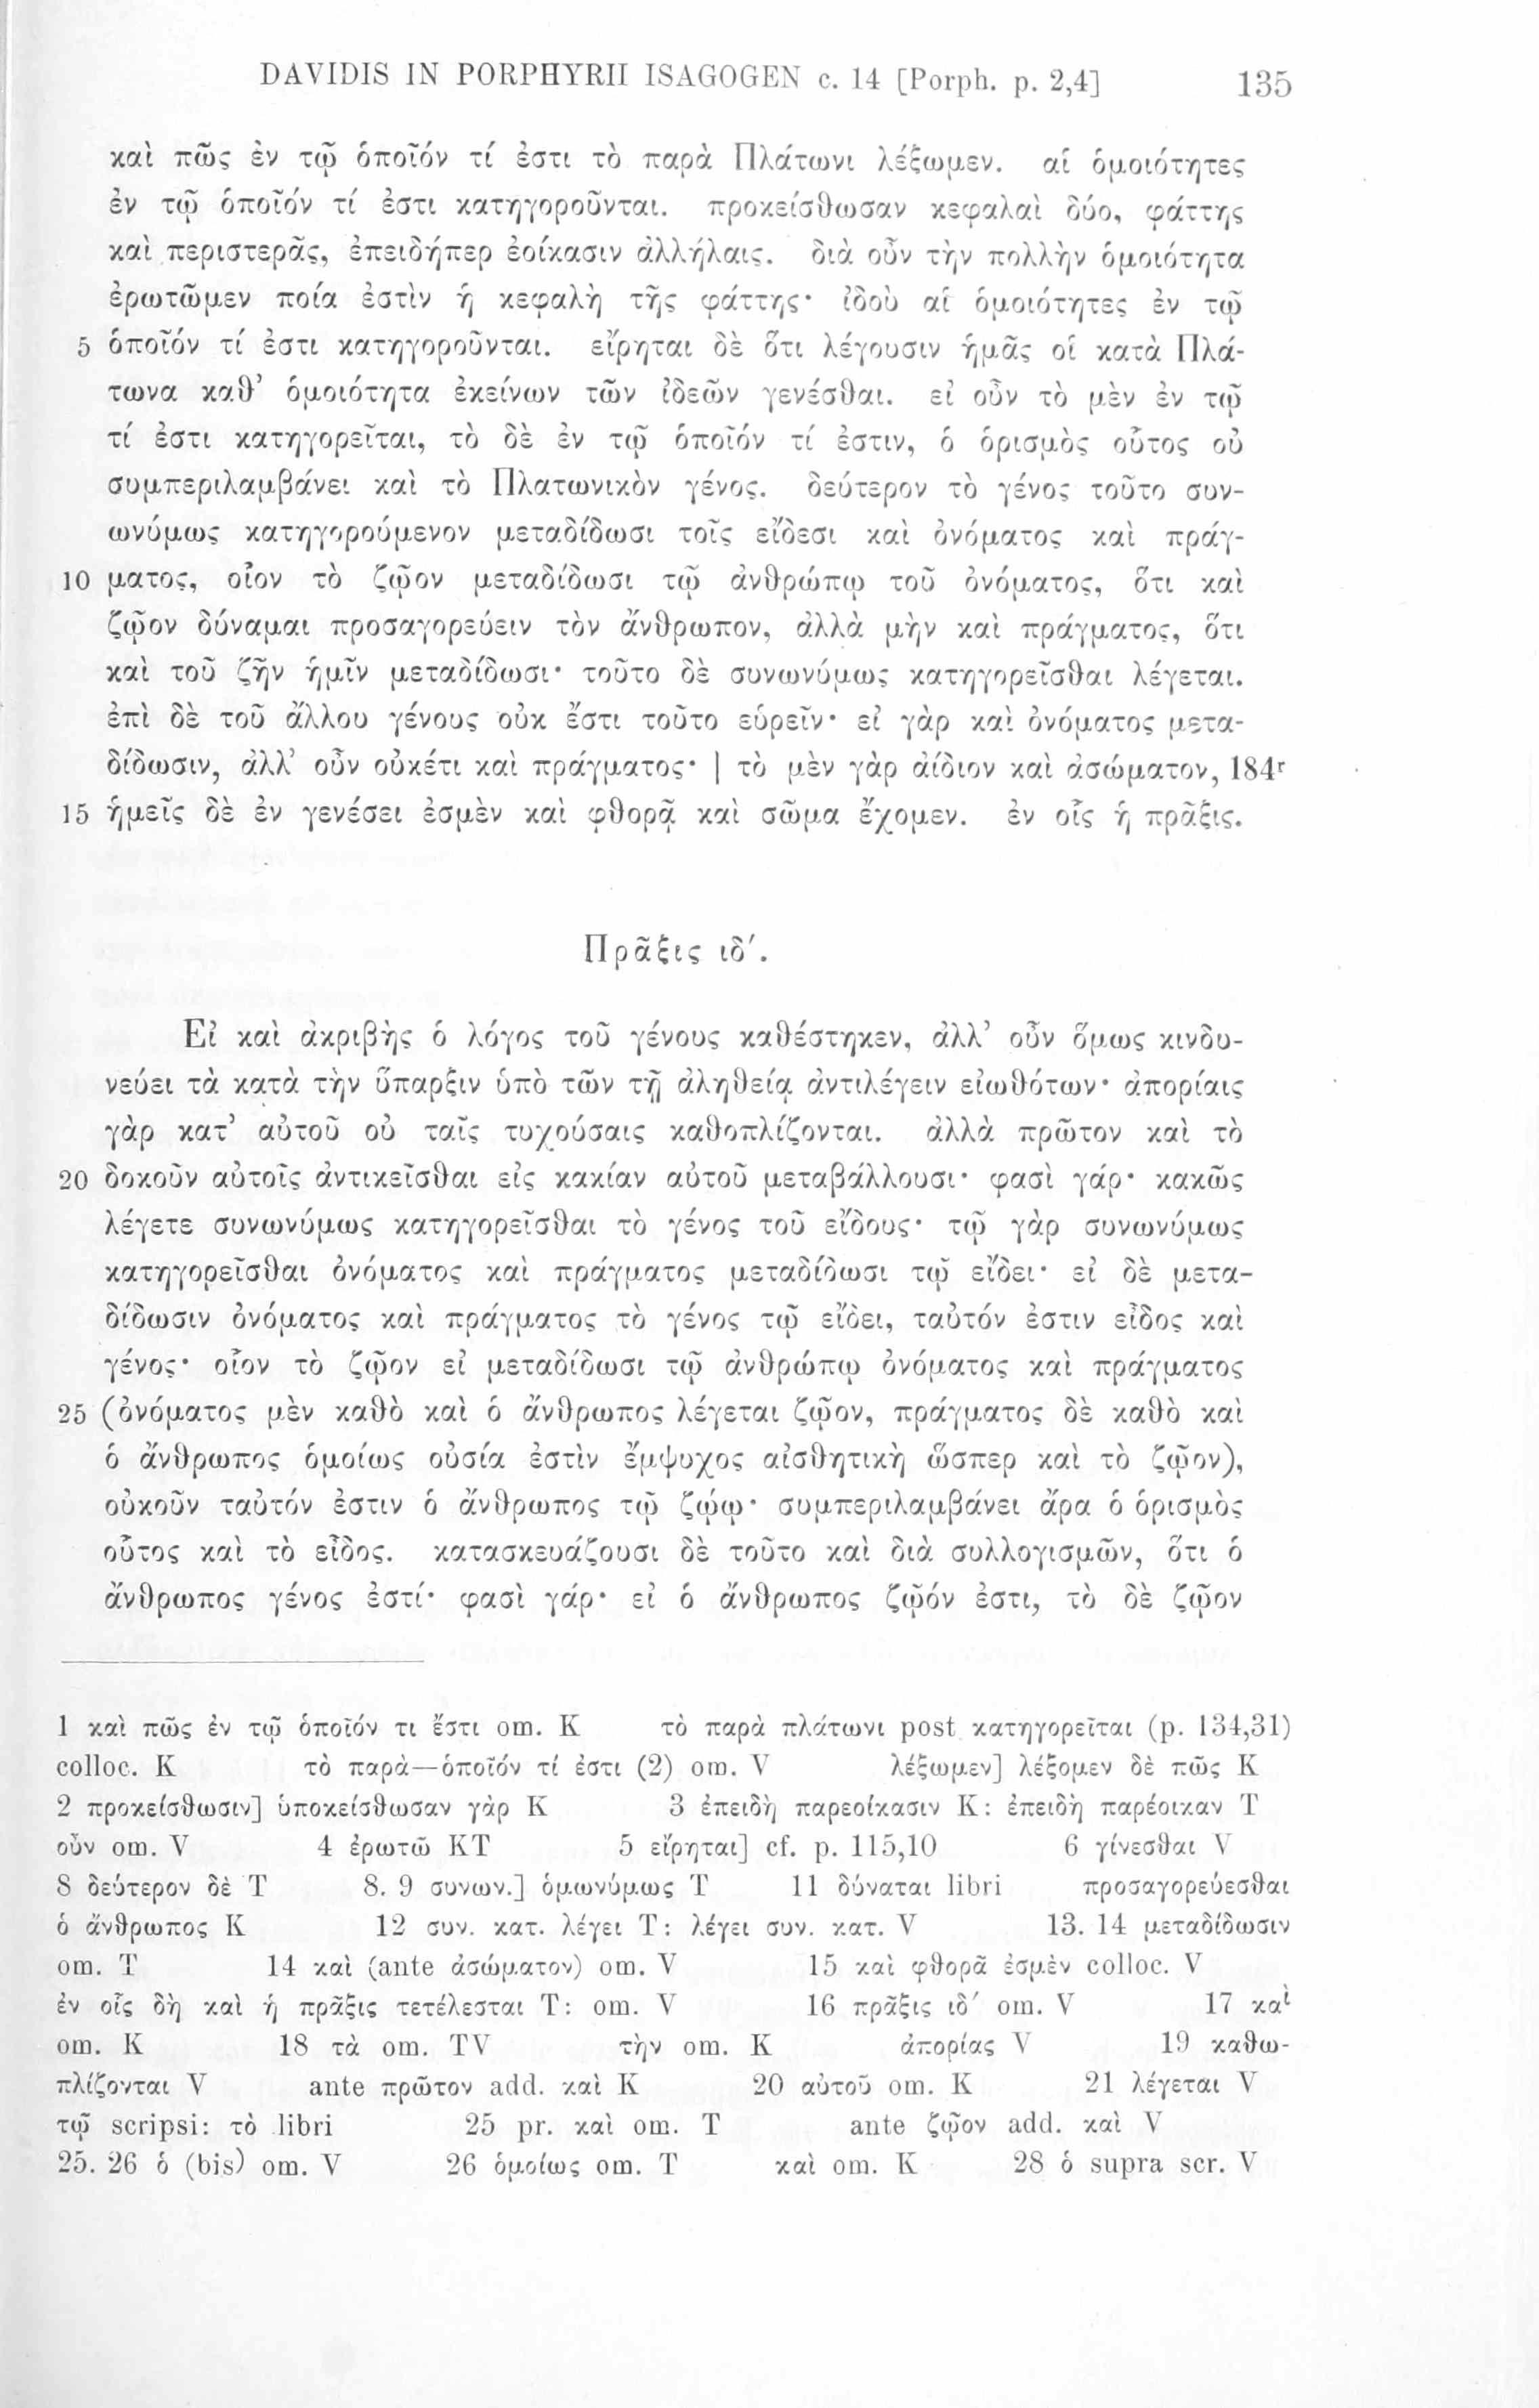 DAVIDIS IN PORPHYRII ISAGOGEN c. 14 [Porph. p. 2,4] 135
καὶ πῶς ἐν τῷ ὁποῖόν τί ἐστι τὸ παρὰ Πλάτωνι λέξωμεν. αἱ ὁμοιότητες
ἐν τῷ ὁποῖόν τί ἐστι κατηγοροῦνται. προκείσθωσαν κεφαλαὶ δύο, φάττης
καὶ περιστερᾶς, ἐπειδήπερ ἐοίκασιν ἀλλήλαις. διὰ οὖν τὴν πολλὴν ὁμοιότητα
ἐρωτῶμεν ποία ἐστὶν ἡ κεφαλὴ τῆς φάττης· ἰδοὺ αἱ ὁμοιότητες ἐν τῷ
5 ὁποῖόν τί ἐστι κατηγοροῦνται. εἴρηται δὲ ὅτι λέγουσιν ἡμᾶς οἱ κατὰ Πλά-
τωνα καθ’ ὁμοιότητα ἐκείνων τῶν ἰδεῶν γενέσθαι. εἰ οὖν τὸ μὲν ἐν τῷ
τί ἐστι κατηγορεῖται, τὸ δὲ ἐν τῷ ὁποῖόν τί ἐστιν, ὁ ὁρισμὸς οὗτος οὐ
συμπεριλαμβάνει καὶ τὸ Πλατωνικὸν γένος. δεύτερον τὸ γένος τοῦτο συν-
ωνύμως κατηγορούμενον μεταδίδωσι τοῖς εἴδεσι καὶ ὀνόματος καὶ πράγ-
10 ματος, οἷον τὸ ζῷον μεταδίδωσι τῷ ἀνθρώπῳ τοῦ ὀνόματος, ὅτι καὶ
ζῷον δύναμαι προσαγορεύειν τὸν ἄνθρωπον, ἀλλὰ μὴν καὶ πράγματος, ὅτι
καὶ τοῦ ζῆν ἡμῖν μεταδίδωσι· τοῦτο δὲ συνωνύμως κατηγορεῖσθαι λέγεται.
ἐπὶ δὲ τοῦ ἄλλου γένους οὐκ ἔστι τοῦτο εὑρεῖν· εἰ γὰρ καὶ ὀνόματος μετα-
δίδωσιν, ἀλλ’ οὖν οὐκέτι καὶ πράγματος· | τὸ μὲν γὰρ ἀίδιον καὶ ἀσώματον, 184ʳ
15 ἡμεῖς δὲ ἐν γενέσει ἐσμὲν καὶ φθορᾷ καὶ σῶμα ἔχομεν. ἐν οἷς ἡ πρᾶξις.
Πρᾶξις ιδʹ.
Εἰ καὶ ἀκριβὴς ὁ λόγος τοῦ γένους καθέστηκεν, ἀλλ’ οὖν ὅμως κινδυ-
νεύει τὰ κατὰ τὴν ὕπαρξιν ὑπὸ τῶν τῇ ἀληθείᾳ ἀντιλέγειν εἰωθότων· ἀπορίαις
γὰρ κατ’ αὐτοῦ οὐ ταῖς τυχούσαις καθοπλίζονται. ἀλλὰ πρῶτον καὶ τὸ
20 δοκοῦν αὐτοῖς ἀντικεῖσθαι εἰς κακίαν αὐτοῦ μεταβάλλουσι· φασὶ γάρ· κακῶς
λέγετε συνωνύμως κατηγορεῖσθαι τὸ γένος τοῦ εἴδους· τῷ γὰρ συνωνύμως
κατηγορεῖσθαι ὀνόματος καὶ πράγματος μεταδίδωσι τῷ εἴδει· εἰ δὲ μετα-
δίδωσιν ὀνόματος καὶ πράγματος τὸ γένος τῷ εἴδει, ταὐτόν ἐστιν εἶδος καὶ
γένος· οἷον τὸ ζῷον εἰ μεταδίδωσι τῷ ἀνθρώπῳ ὀνόματος καὶ πράγματος
25 (ὀνόματος μὲν καθὸ καὶ ὁ ἄνθρωπος λέγεται ζῷον, πράγματος δὲ καθὸ καὶ
ὁ ἄνθρωπος ὁμοίως οὐσία ἐστὶν ἔμψυχος αἰσθητικὴ ὥσπερ καὶ τὸ ζῷον),
οὐκοῦν ταὐτόν ἐστιν ὁ ἄνθρωπος τῷ ζῴῳ· συμπεριλαμβάνει ἄρα ὁ ὁρισμὸς
οὗτος καὶ τὸ εἶδος. κατασκευάζουσι δὲ τοῦτο καὶ διὰ συλλογισμῶν, ὅτι ὁ
ἄνθρωπος γένος ἐστί· φασὶ γάρ· εἰ ὁ ἄνθρωπος ζῷόν ἐστι, τὸ δὲ ζῷον
1 καὶ πῶς ἐν τῷ ὁποῖόν τι ἔστι om. K τὸ παρὰ πλάτωνι post κατηγορεῖται (p. 134,31)
colloc. K τὸ παρὰ—ὁποῖόν τί ἐστι (2) om. V λέξωμεν] λέξομεν δὲ πῶς K
2 προκείσθωσιν] ὑποκείσθωσαν γὰρ K 3 ἐπειδὴ παρεοίκασιν K: ἐπειδὴ παρέοικαν T
οὖν om. V 4 ἐρωτῶ KT 5 εἴρηται] cf. p. 115,10 6 γίνεσθαι V
8 δεύτερον δὲ T 8. 9 συνων.] ὁμωνύμως T 11 δύναται libri προσαγορεύεσθαι
ὁ ἄνθρωπος K 12 συν. κατ. λέγει T: λέγει συν. κατ. V 13. 14 μεταδίδωσιν
om. T 14 καὶ (ante ἀσώματον) om. V 15 καὶ φθορᾶ ἐσμὲν colloc. V
ἐν οἷς δὴ καὶ ἡ πρᾶξις τετέλεσται T: om. V 16 πρᾶξις ιδʹ om. V 17 καὶ
om. K 18 τὰ om. TV τὴν om. K ἀπορίας V 19 καθω-
πλίζονται V ante πρῶτον add. καὶ K 20 αὐτοῦ om. K 21 λέγεται V
τῷ scripsi: τὸ libri 25 pr. καὶ om. T ante ζῷον add. καὶ V
25. 26 ὁ (bis) om. V 26 ὁμοίως om. T καὶ om. K 28 ὁ supra scr. V